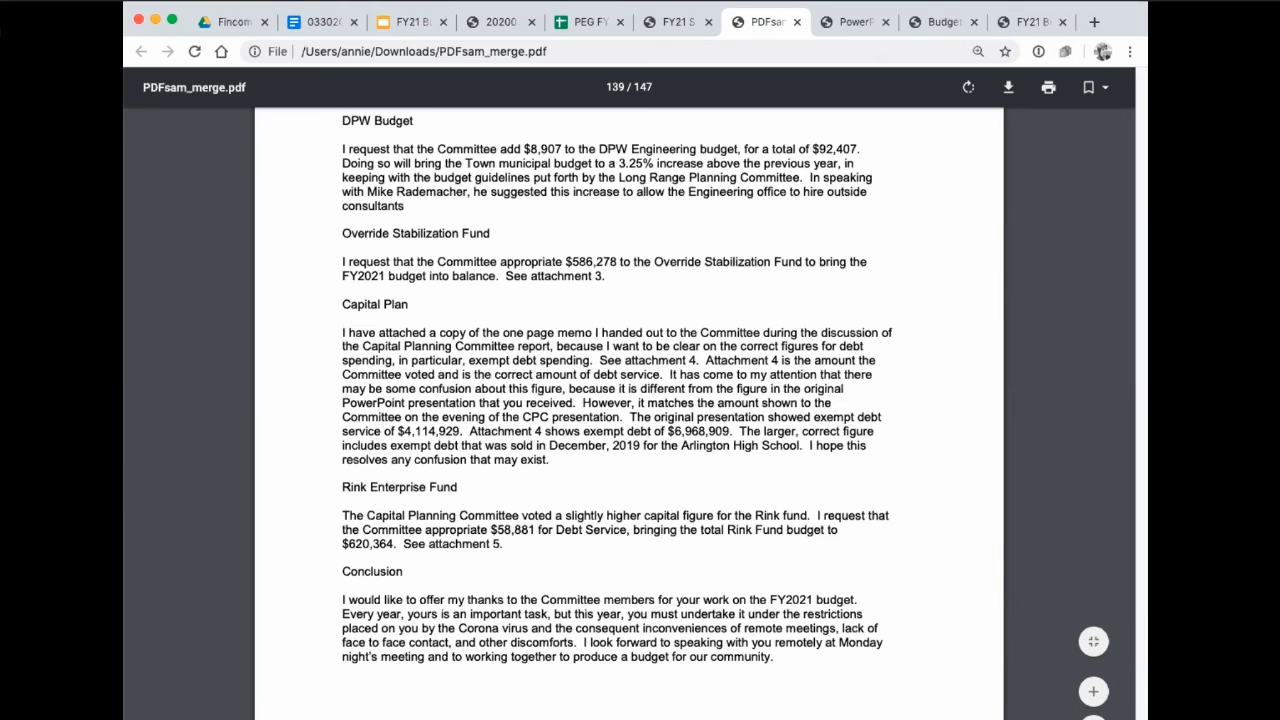 Fincom
033020
FY21 B
20200
PEG FY
FY21 S
PDFsa
PowerP
Budget
FY21 B
File | /Users/annie/Downloads/PDFsam_merge.pdf
PDFsam_merge.pdf
139 / 147
DPW Budget
I request that the Committee add $8,907 to the DPW Engineering budget, for a total of $92,407.
Doing so will bring the Town municipal budget to a 3.25% increase above the previous year, in
keeping with the budget guidelines put forth by the Long Range Planning Committee. In speaking
with Mike Rademacher, he suggested this increase to allow the Engineering office to hire outside
consultants
Override Stabilization Fund
I request that the Committee appropriate $586,278 to the Override Stabilization Fund to bring the
FY2021 budget into balance. See attachment 3.
Capital Plan
I have attached a copy of the one page memo I handed out to the Committee during the discussion of
the Capital Planning Committee report, because I want to be clear on the correct figures for debt
spending, in particular, exempt debt spending. See attachment 4. Attachment 4 is the amount the
Committee voted and is the correct amount of debt service. It has come to my attention that there
may be some confusion about this figure, because it is different from the figure in the original
PowerPoint presentation that you received. However, it matches the amount shown to the
Committee on the evening of the CPC presentation. The original presentation showed exempt debt
service of $4,114,929. Attachment 4 shows exempt debt of $6,968,909. The larger, correct figure
includes exempt debt that was sold in December, 2019 for the Arlington High School. I hope this
resolves any confusion that may exist.
Rink Enterprise Fund
The Capital Planning Committee voted a slightly higher capital figure for the Rink fund. I request that
the Committee appropriate $58,881 for Debt Service, bringing the total Rink Fund budget to
$620,364. See attachment 5.
Conclusion
I would like to offer my thanks to the Committee members for your work on the FY2021 budget.
Every year, yours is an important task, but this year, you must undertake it under the restrictions
placed on you by the Corona virus and the consequent inconveniences of remote meetings, lack of
face to face contact, and other discomforts. I look forward to speaking with you remotely at Monday
night's meeting and to working together to produce a budget for our community.